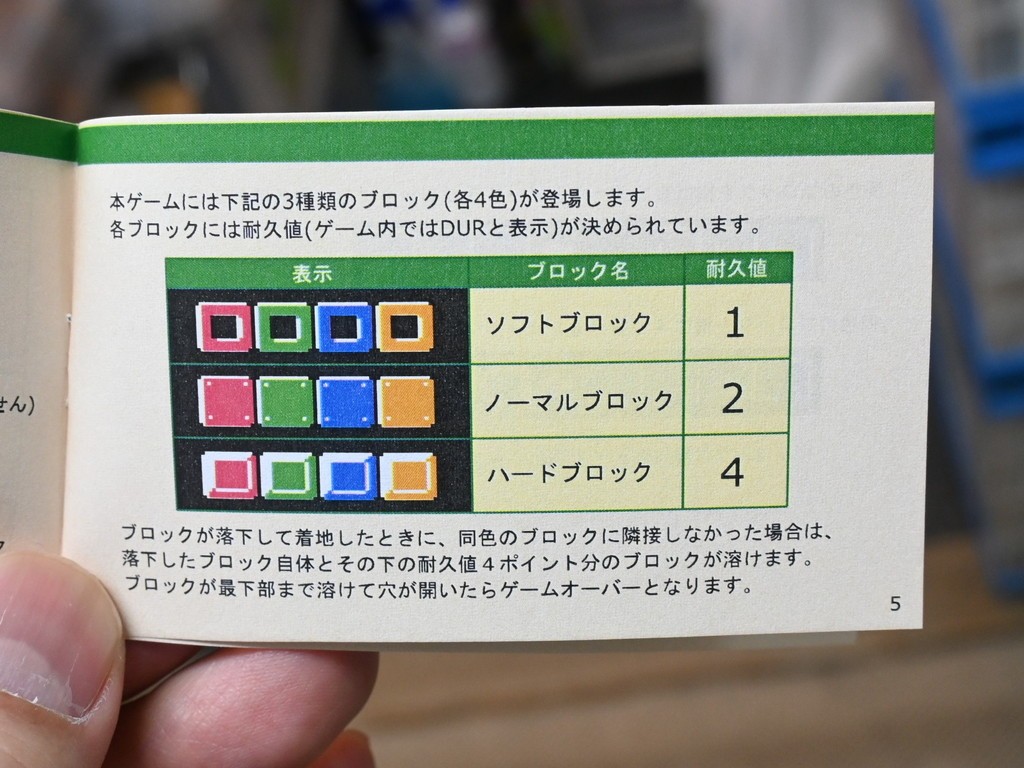 本ゲームには下記の3種類のブロック(各4色)が登場します。
各ブロックには耐久値(ゲーム内ではDURと表示)が決められています。
表示 ブロック名 耐久値
ソフトブロック 1
ノーマルブロック 2
ハードブロック 4
ブロックが落下して着地したときに、同色のブロックに隣接しなかった場合は、
落下したブロック自体とその下の耐久値４ポイント分のブロックが溶けます。
ブロックが最下部まで溶けて穴が開いたらゲームオーバーとなります。
5
せん)